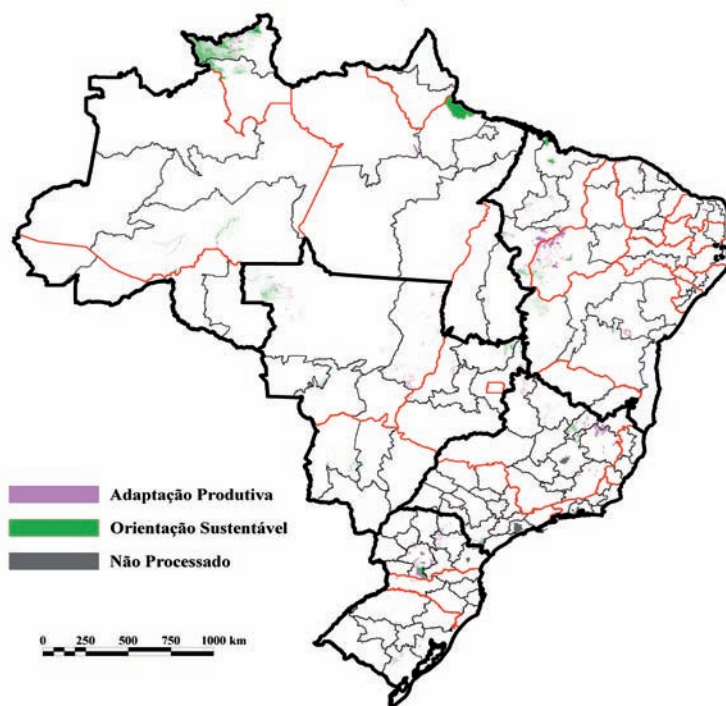 Adaptação Produtiva
Orientação Sustentável
Não Processado
0 250 500 750 1000 km